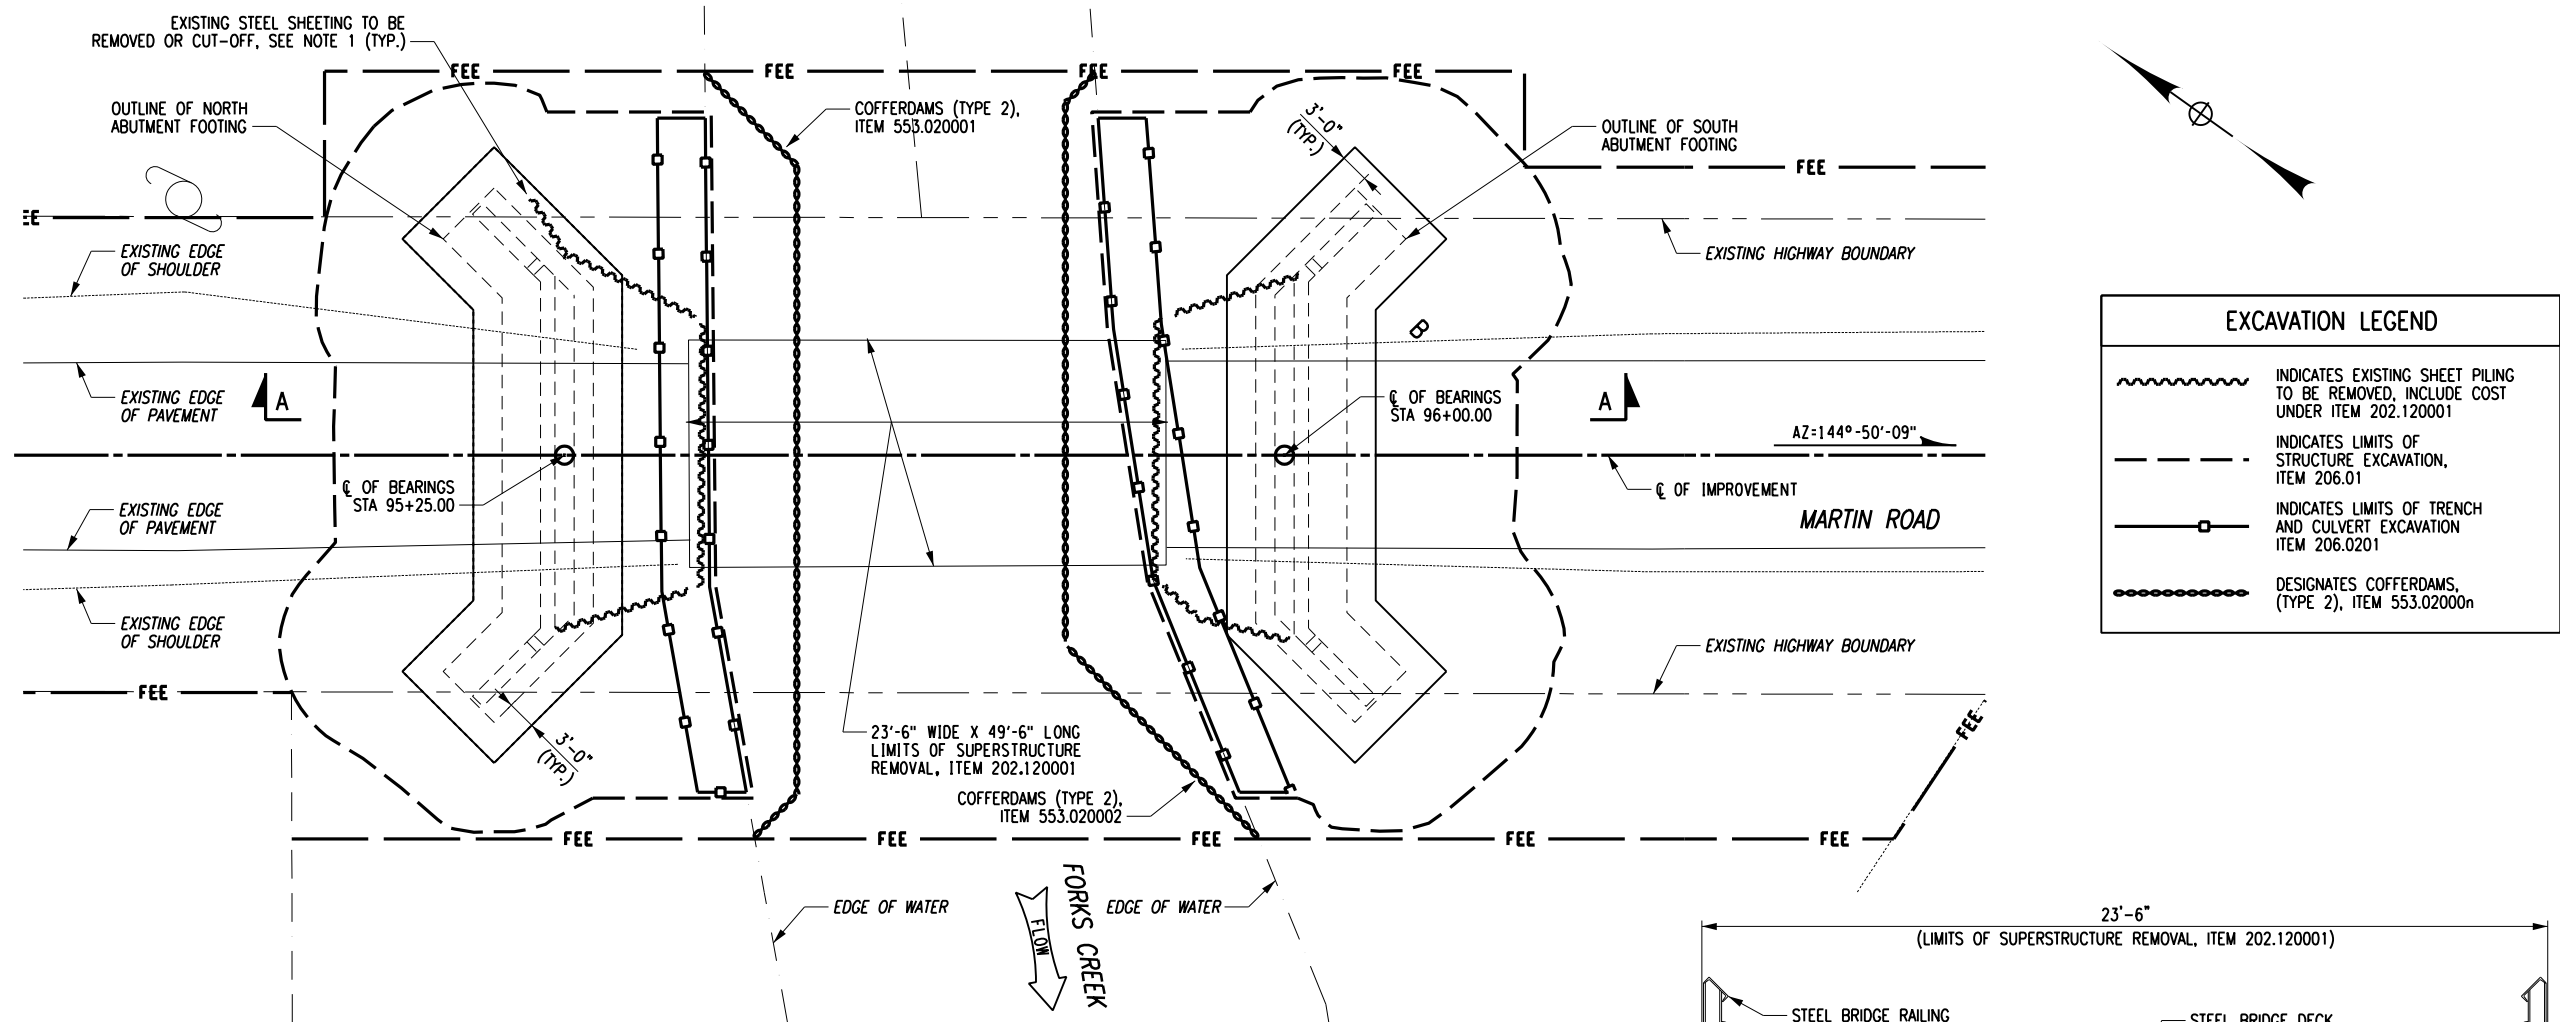 EXISTING STEEL SHEETING TO BE
REMOVED OR CUT-OFF, SEE NOTE 1 (TYP.)
FEE
FEE
FEE
FEE
OUTLINE OF NORTH
ABUTMENT FOOTING
COFFERDAMS (TYPE 2),
ITEM 553.020001
3'-0"
(TYP.)
OUTLINE OF SOUTH
ABUTMENT FOOTING
FEE
EXISTING EDGE
OF SHOULDER
EXISTING HIGHWAY BOUNDARY
B
EXISTING EDGE
OF PAVEMENT
A
℄ OF BEARINGS
STA 96+00.00
A
AZ=144°-50'-09"
℄ OF BEARINGS
STA 95+25.00
℄ OF IMPROVEMENT
MARTIN ROAD
EXISTING EDGE
OF PAVEMENT
EXISTING EDGE
OF SHOULDER
EXISTING HIGHWAY BOUNDARY
FEE
FEE
3'-0"
(TYP.)
23'-6" WIDE X 49'-6" LONG
LIMITS OF SUPERSTRUCTURE
REMOVAL, ITEM 202.120001
COFFERDAMS (TYPE 2),
ITEM 553.020002
FEE
FEE
FEE
FEE
FEE
EDGE OF WATER
FLOW
FORKS CREEK
EDGE OF WATER
EXCAVATION LEGEND
INDICATES EXISTING SHEET PILING
TO BE REMOVED, INCLUDE COST
UNDER ITEM 202.120001
INDICATES LIMITS OF
STRUCTURE EXCAVATION,
ITEM 206.01
INDICATES LIMITS OF TRENCH
AND CULVERT EXCAVATION
ITEM 206.0201
DESIGNATES COFFERDAMS,
(TYPE 2), ITEM 553.02000n
23'-6"
(LIMITS OF SUPERSTRUCTURE REMOVAL, ITEM 202.120001)
STEEL BRIDGE RAILING
STEEL BRIDGE DECK